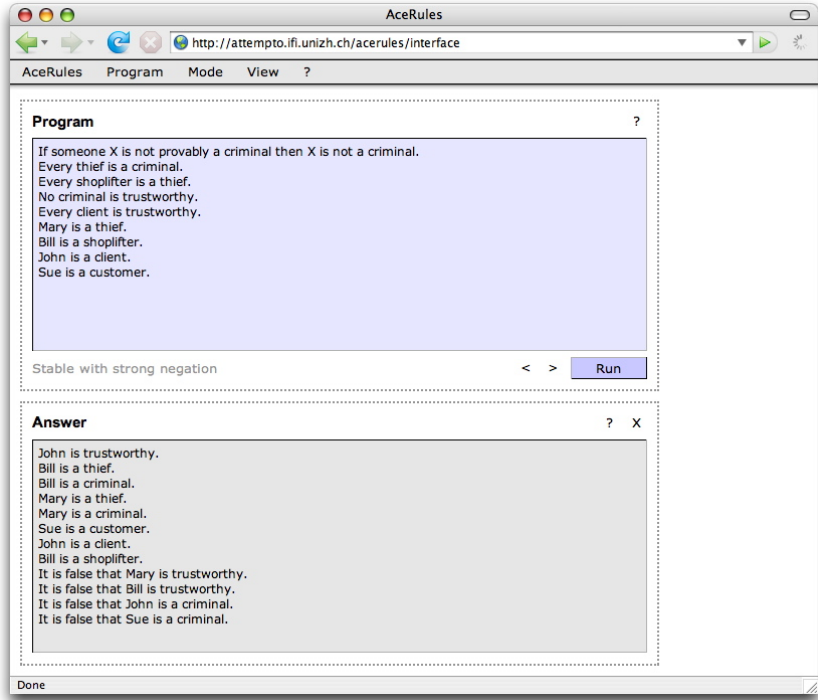 AceRules
http://attempto.ifi.unizh.ch/acerules/interface
AceRules Program Mode View ?
Program ?
If someone X is not provably a criminal then X is not a criminal.
Every thief is a criminal.
Every shoplifter is a thief.
No criminal is trustworthy.
Every client is trustworthy.
Mary is a thief.
Bill is a shoplifter.
John is a client.
Sue is a customer.
Stable with strong negation < > Run
Answer ? X
John is trustworthy.
Bill is a thief.
Bill is a criminal.
Mary is a thief.
Mary is a criminal.
Sue is a customer.
John is a client.
Bill is a shoplifter.
It is false that Mary is trustworthy.
It is false that Bill is trustworthy.
It is false that John is a criminal.
It is false that Sue is a criminal.
Done